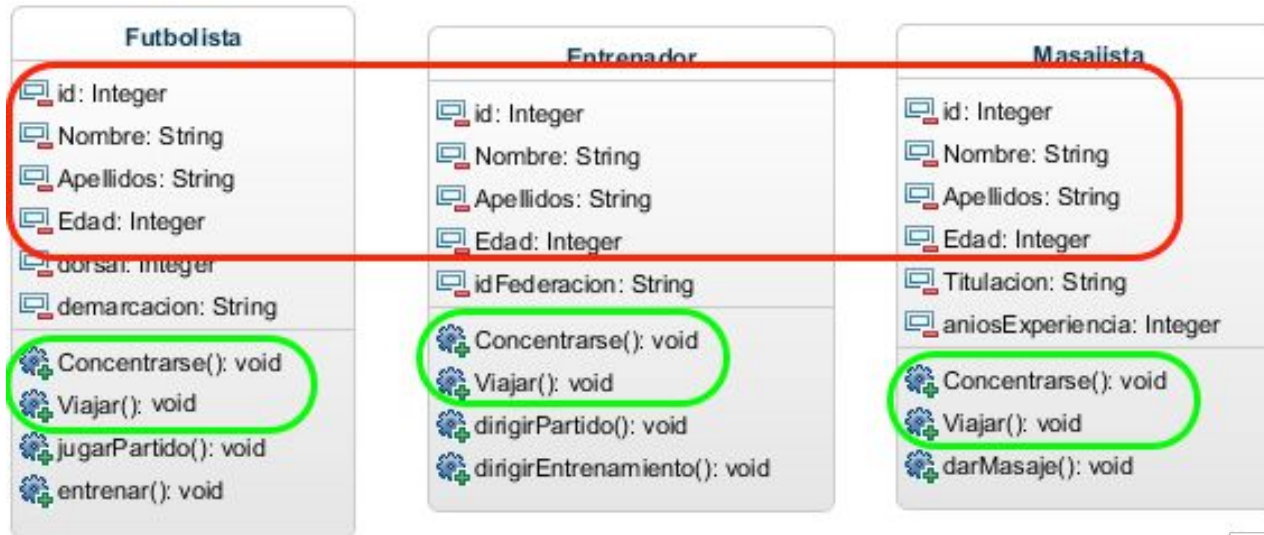 Futbolista
id: Integer
Nombre: String
Apellidos: String
Edad: Integer
dorsal: Integer
demarcacion: String
Concentrarse(): void
Viajar(): void
jugarPartido(): void
entrenar(): void
Entrenador
id: Integer
Nombre: String
Apellidos: String
Edad: Integer
idFederacion: String
Concentrarse(): void
Viajar(): void
dirigirPartido(): void
dirigirEntrenamiento(): void
Masajista
id: Integer
Nombre: String
Apellidos: String
Edad: Integer
Titulacion: String
aniosExperiencia: Integer
Concentrarse(): void
Viajar(): void
darMasaje(): void